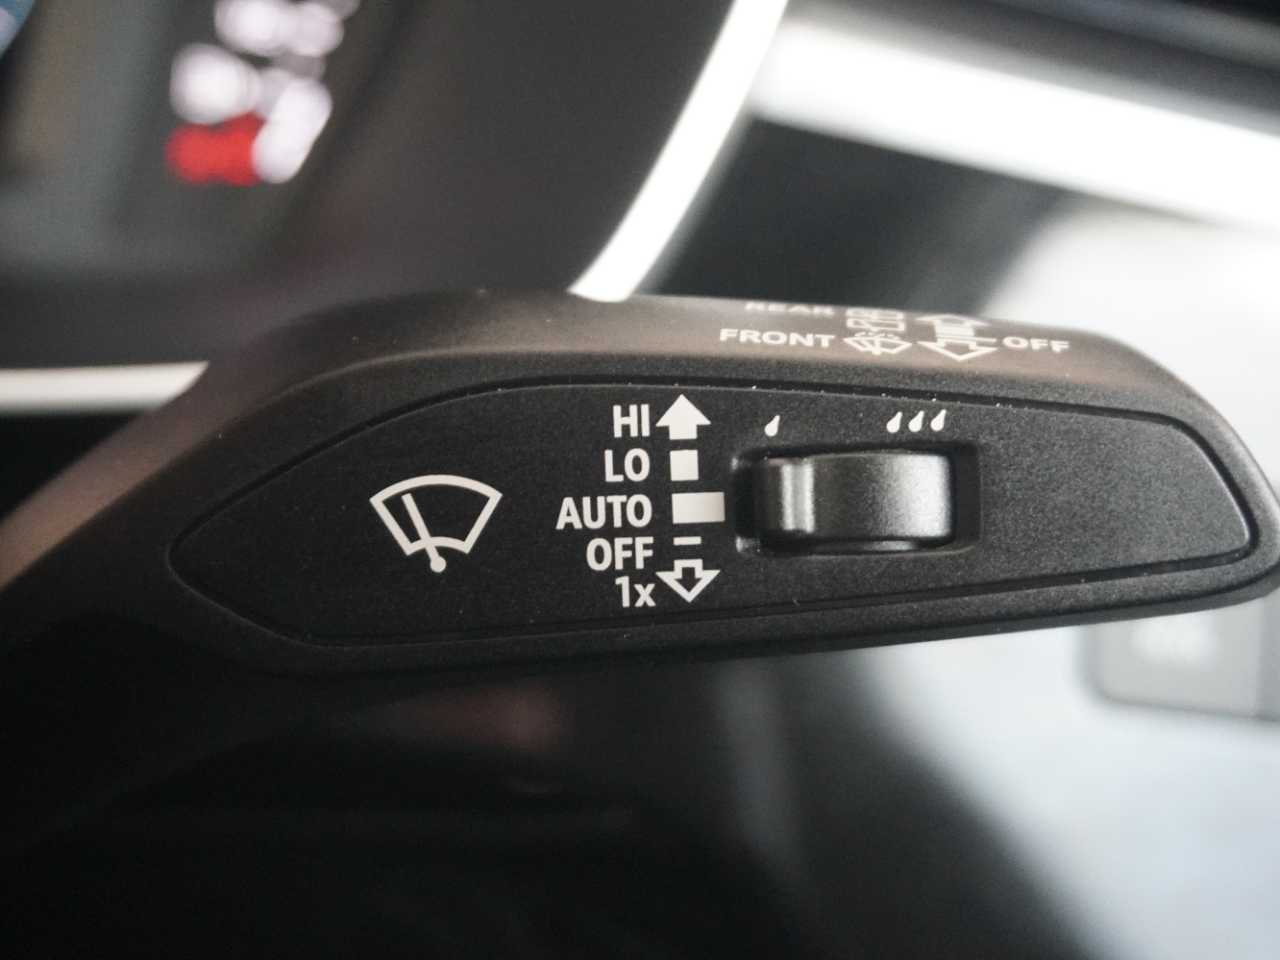 REAR
FRONT OFF
HI
LO
AUTO
OFF
1x